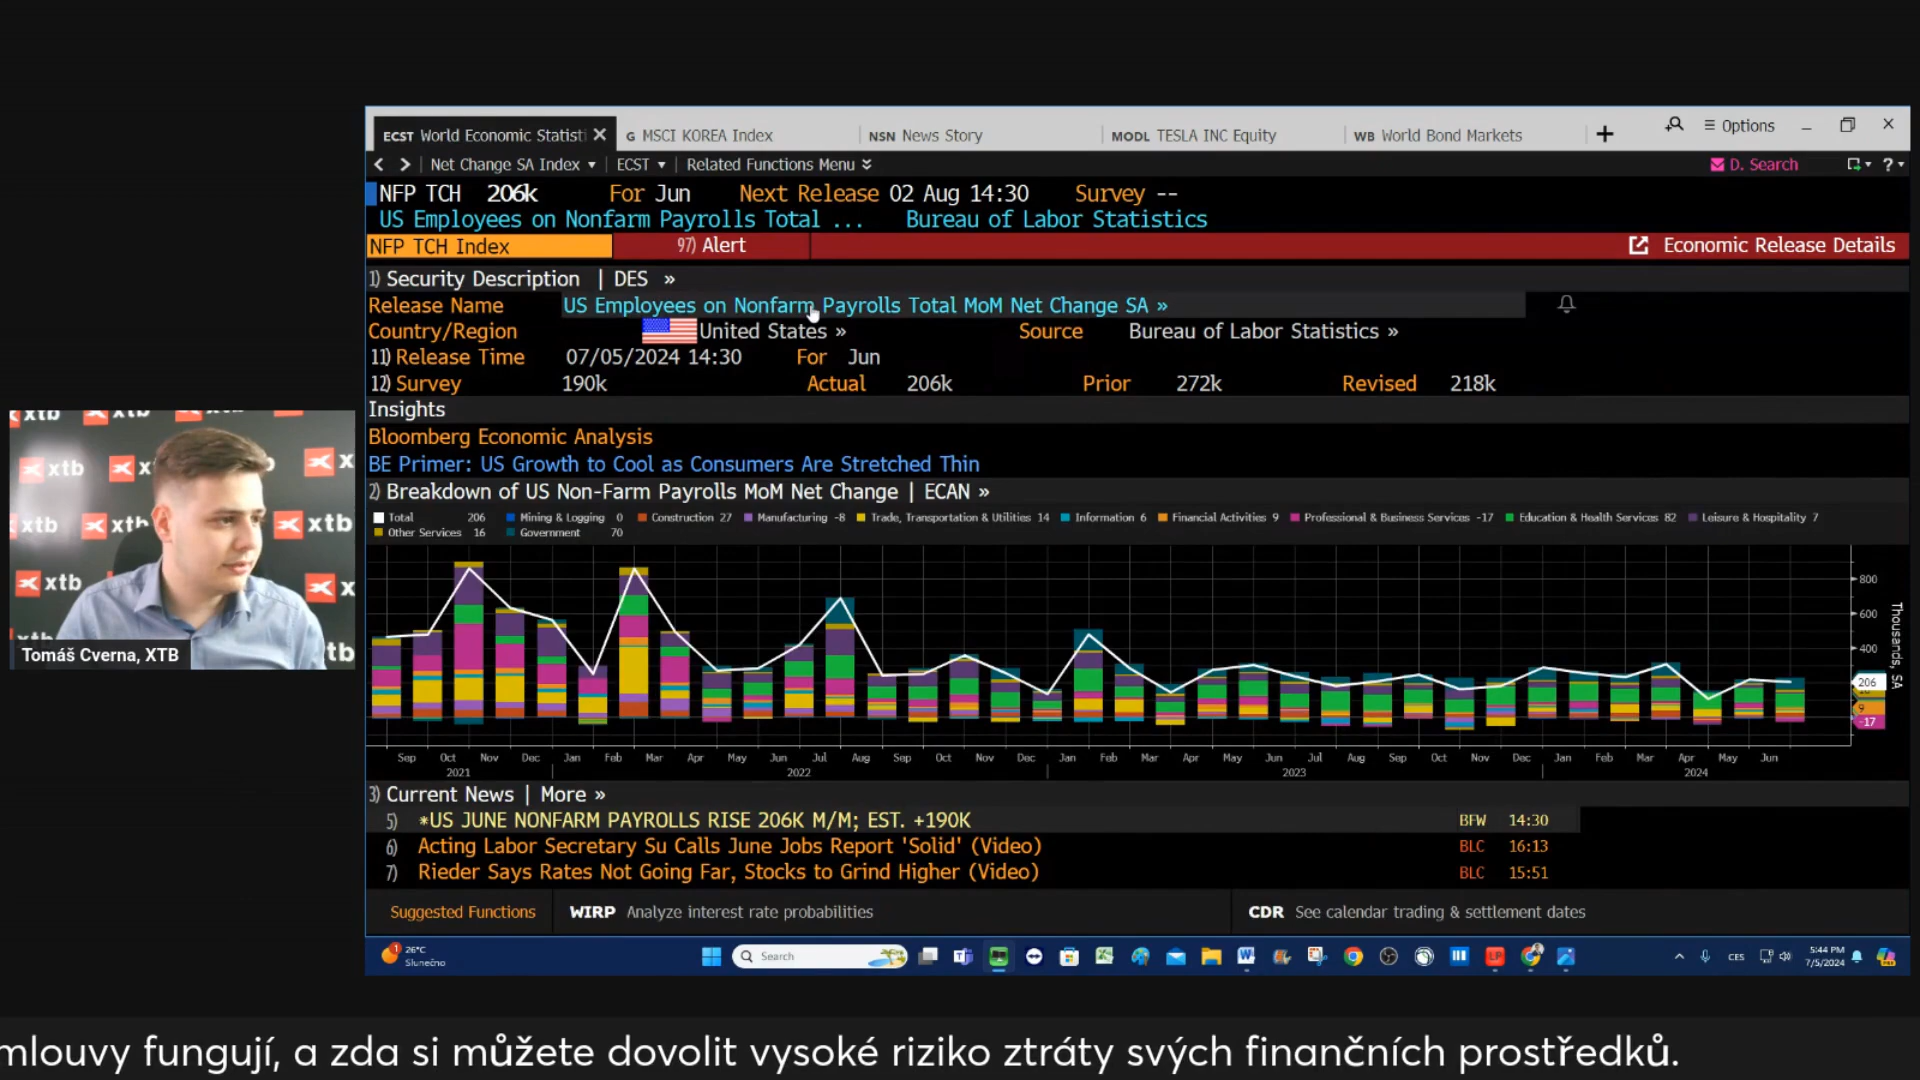 ECST World Economic Statisti
G MSCI KOREA Index
NSN News Story
MODL TESLA INC Equity
WB World Bond Markets
Options
Net Change SA Index
ECST
Related Functions Menu
D. Search
NFP TCH 206k For Jun Next Release 02 Aug 14:30 Survey --
US Employees on Nonfarm Payrolls Total ... Bureau of Labor Statistics
NFP TCH Index 97) Alert Economic Release Details
1) Security Description | DES »
Release Name US Employees on Nonfarm Payrolls Total MoM Net Change SA »
Country/Region United States » Source Bureau of Labor Statistics »
11) Release Time 07/05/2024 14:30 For Jun
12) Survey 190k Actual 206k Prior 272k Revised 218k
Insights
Bloomberg Economic Analysis
BE Primer: US Growth to Cool as Consumers Are Stretched Thin
2) Breakdown of US Non-Farm Payrolls MoM Net Change | ECAN »
Total 206 Mining & Logging 0 Construction 27 Manufacturing -8 Trade, Transportation & Utilities 14 Information 6 Financial Activities 9 Professional & Business Services -17 Education & Health Services 82 Leisure & Hospitality 7
Other Services 16 Government 70
800
600
400
206
9
-17
Thousands, SA
Sep Oct Nov Dec Jan Feb Mar Apr May Jun Jul Aug Sep Oct Nov Dec Jan Feb Mar Apr May Jun Jul Aug Sep Oct Nov Dec Jan Feb Mar Apr May Jun
2021 2022 2023 2024
3) Current News | More »
5) *US JUNE NONFARM PAYROLLS RISE 206K M/M; EST. +190K BFW 14:30
6) Acting Labor Secretary Su Calls June Jobs Report 'Solid' (Video) BLC 16:13
7) Rieder Says Rates Not Going Far, Stocks to Grind Higher (Video) BLC 15:51
Suggested Functions WIRP Analyze interest rate probabilities CDR See calendar trading & settlement dates
26°C
Slunečno
Search
CES
5:44 PM
7/5/2024
xtb
xtb
xtb
xtb
xtb
xtb
Tomáš Cverna, XTB
mlouvy fungují, a zda si můžete dovolit vysoké riziko ztráty svých finančních prostředků.